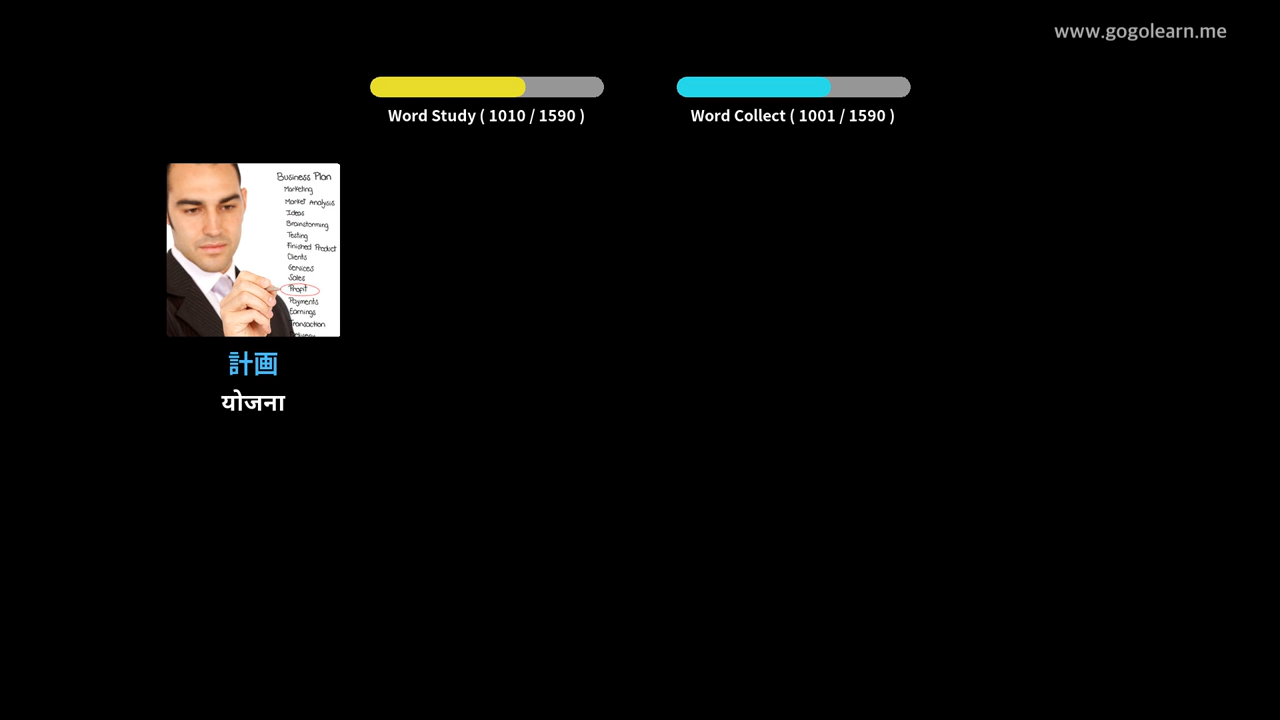 www.gogolearn.me
Word Study ( 1010 / 1590 )
Word Collect ( 1001 / 1590 )
Business Plan
Marketing
Market Analysis
Ideas
Brainstorming
Testing
Finished Product
Clients
Services
Sales
Profit
Payments
Earnings
Transaction
計画
योजना